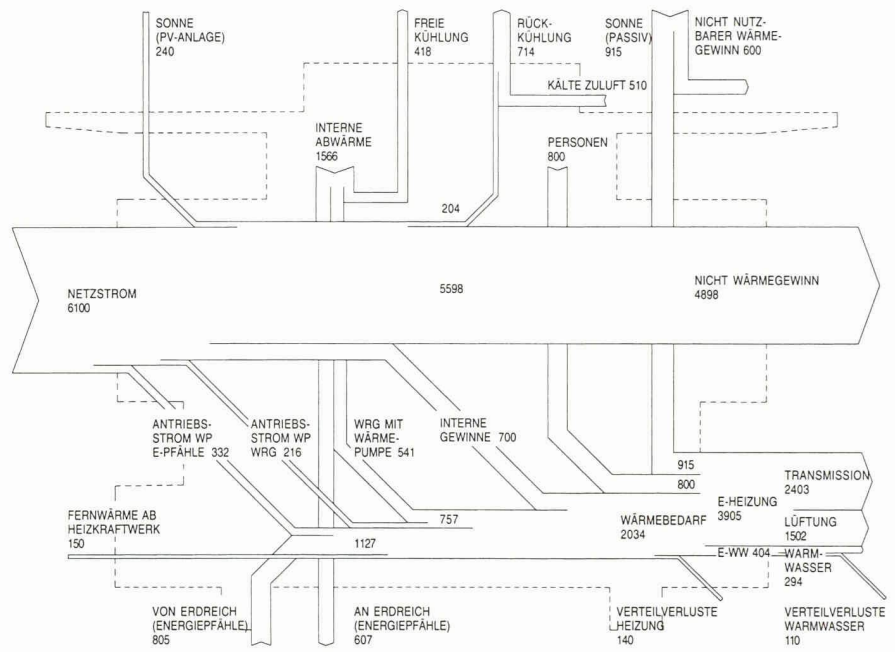 SONNE
(PV-ANLAGE)
240
FREIE
KÜHLUNG
418
RÜCK-
KÜHLUNG
714
SONNE
(PASSIV)
915
NICHT NUTZ-
BARER WÄRME-
GEWINN 600
KÄLTE ZULUFT 510
INTERNE
ABWÄRME
1566
PERSONEN
800
204
NETZSTROM
6100
5598
NICHT WÄRMEGEWINN
4898
ANTRIEBS-
STROM WP
E-PFÄHLE 332
ANTRIEBS-
STROM WP
WRG 216
WRG MIT
WÄRME-
PUMPE 541
INTERNE
GEWINNE 700
915
800
TRANSMISSION
2403
E-HEIZUNG
3905
FERNWÄRME AB
HEIZKRAFTWERK
150
757
1127
WÄRMEBEDARF
2034
LÜFTUNG
1502
E-WW 404
WARM-
WASSER
294
VON ERDREICH
(ENERGIEPFÄHLE)
805
AN ERDREICH
(ENERGIEPFÄHLE)
607
VERTEILVERLUSTE
HEIZUNG
140
VERTEILVERLUSTE
WARMWASSER
110